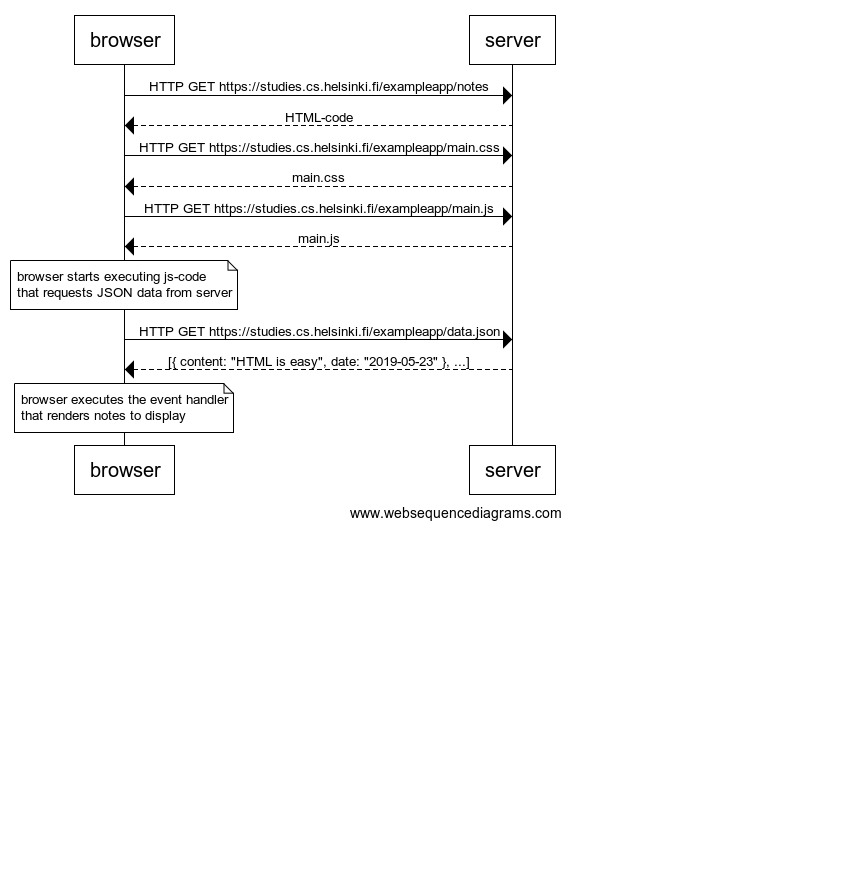 browser
server
HTTP GET https://studies.cs.helsinki.fi/exampleapp/notes
HTML-code
HTTP GET https://studies.cs.helsinki.fi/exampleapp/main.css
main.css
HTTP GET https://studies.cs.helsinki.fi/exampleapp/main.js
main.js
browser starts executing js-code
that requests JSON data from server
HTTP GET https://studies.cs.helsinki.fi/exampleapp/data.json
[{ content: "HTML is easy", date: "2019-05-23" }, ...]
browser executes the event handler
that renders notes to display
browser
server
www.websequencediagrams.com